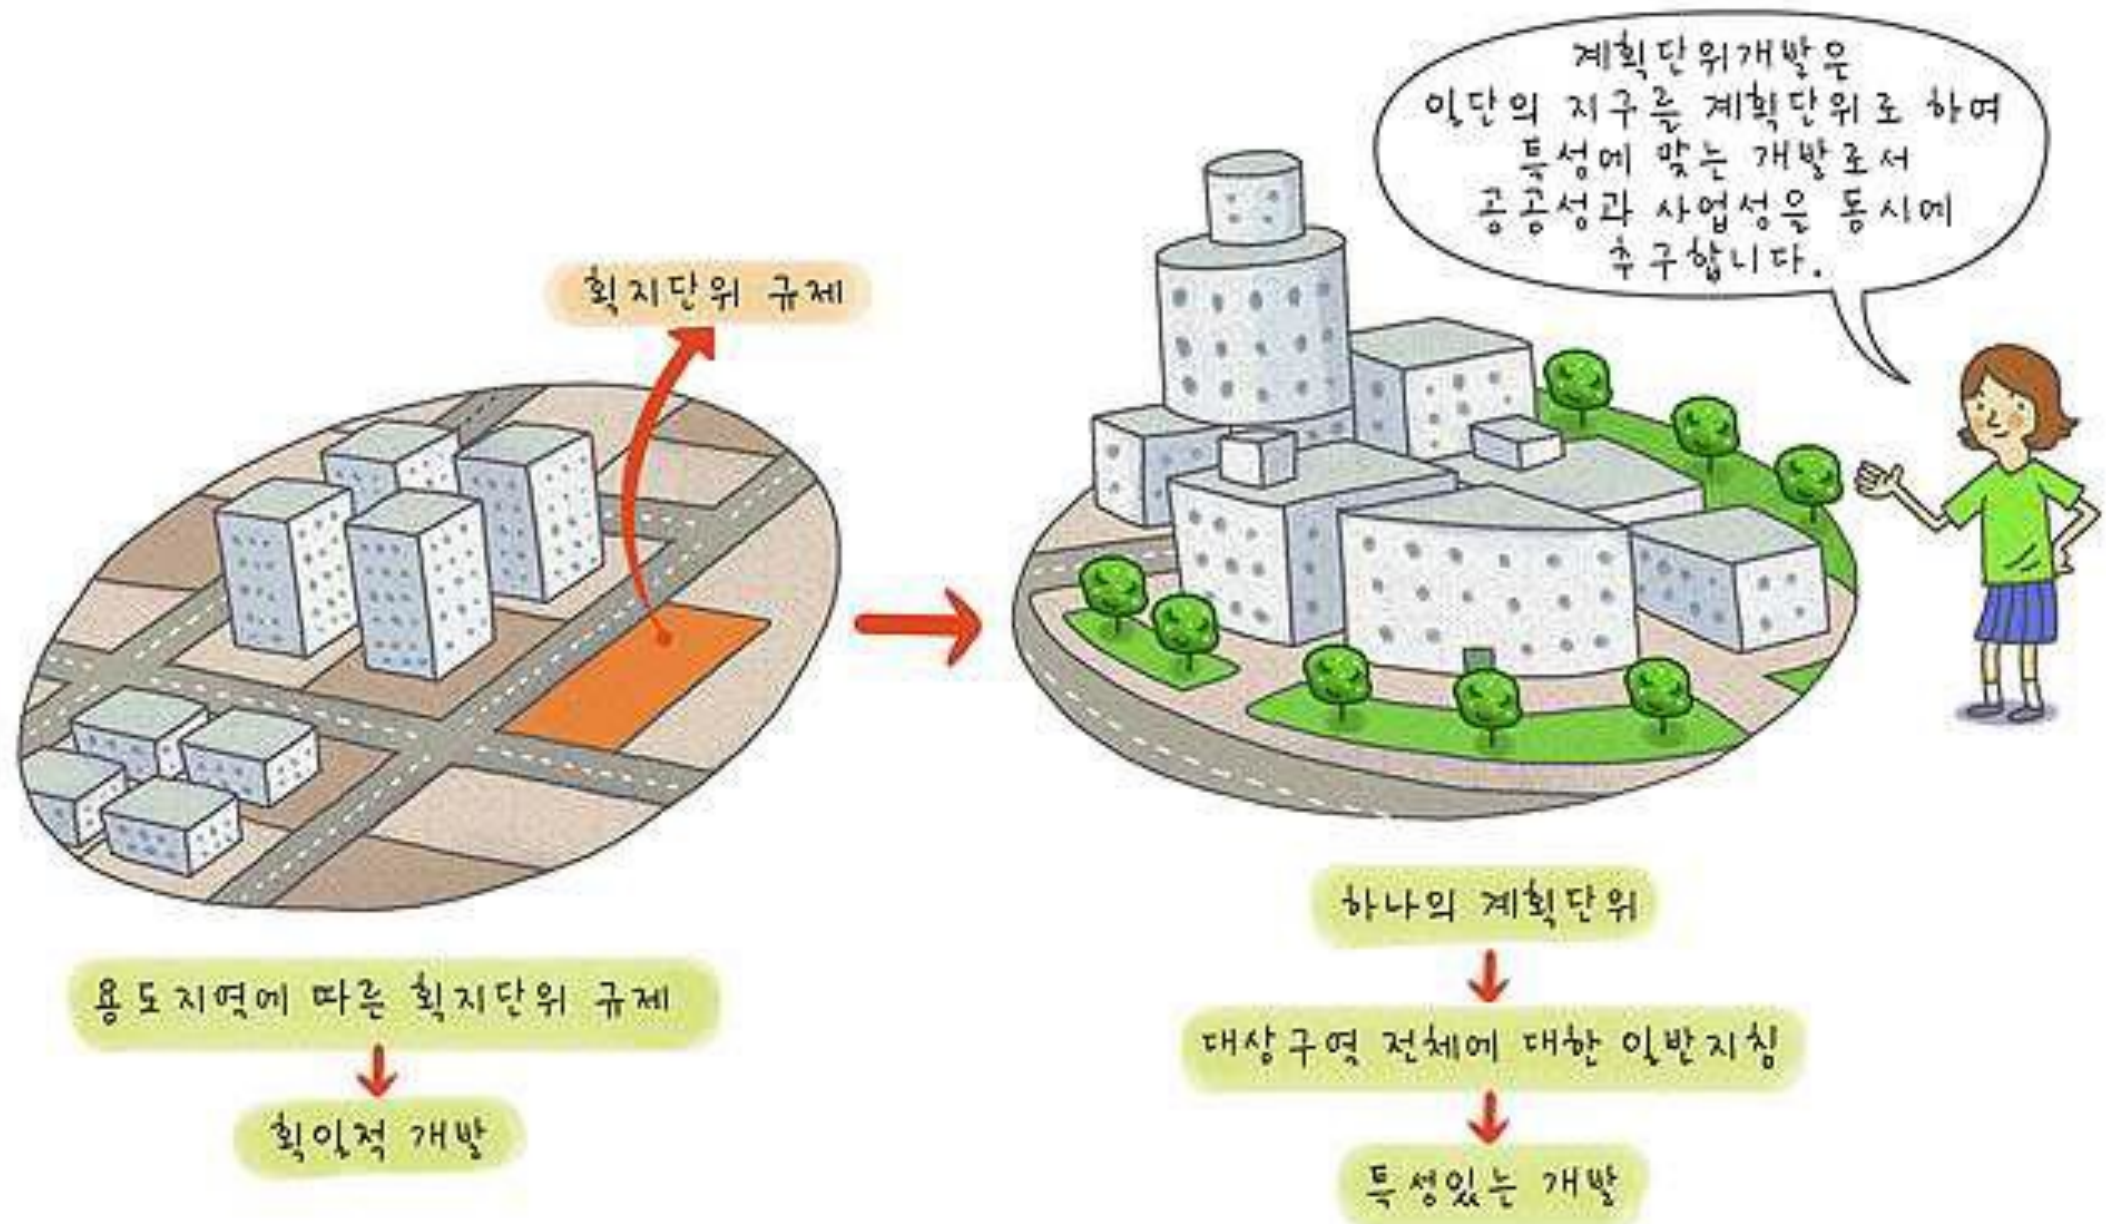 획지단위 규제
용도지역에 따른 획지단위 규제
획일적 개발
계획단위개발은
일단의 지구를 계획단위로 하여
특성에 맞는 개발로서
공공성과 사업성을 동시에
추구합니다.
하나의 계획단위
대상구역 전체에 대한 일반지침
특성있는 개발